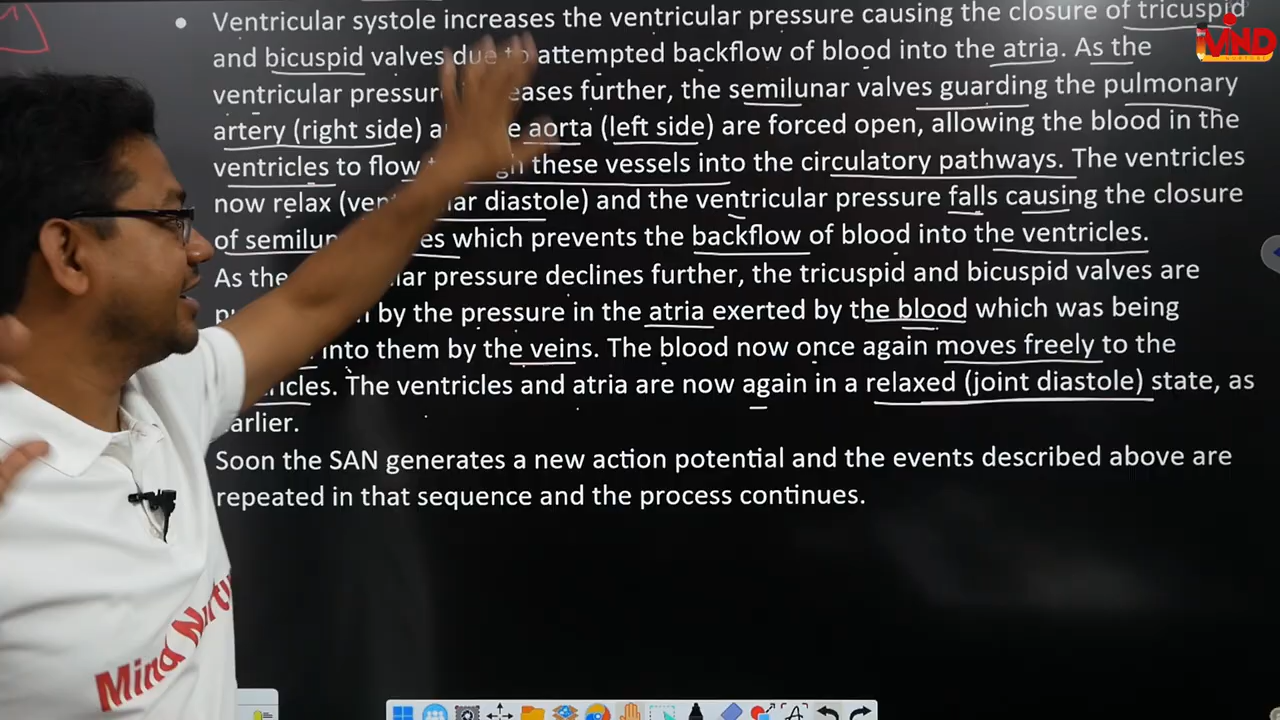 Ventricular systole increases the ventricular pressure causing the closure of tricuspid
and bicuspid valves due to attempted backflow of blood into the atria. As the
ventricular pressure further, the semilunar valves guarding the pulmonary
artery (right side) aorta (left side) are forced open, allowing the blood in the
ventricles to flow these vessels into the circulatory pathways. The ventricles
now relax diastole) and the ventricular pressure falls causing the closure
of which prevents the backflow of blood into the ventricles.
As the pressure declines further, the tricuspid and bicuspid valves are
by the pressure in the atria exerted by the blood which was being
into them by the veins. The blood now once again moves freely to the
The ventricles and atria are now again in a relaxed (joint diastole) state, as
Soon the SAN generates a new action potential and the events described above are
repeated in that sequence and the process continues.
MIND
NURTURE
Mind